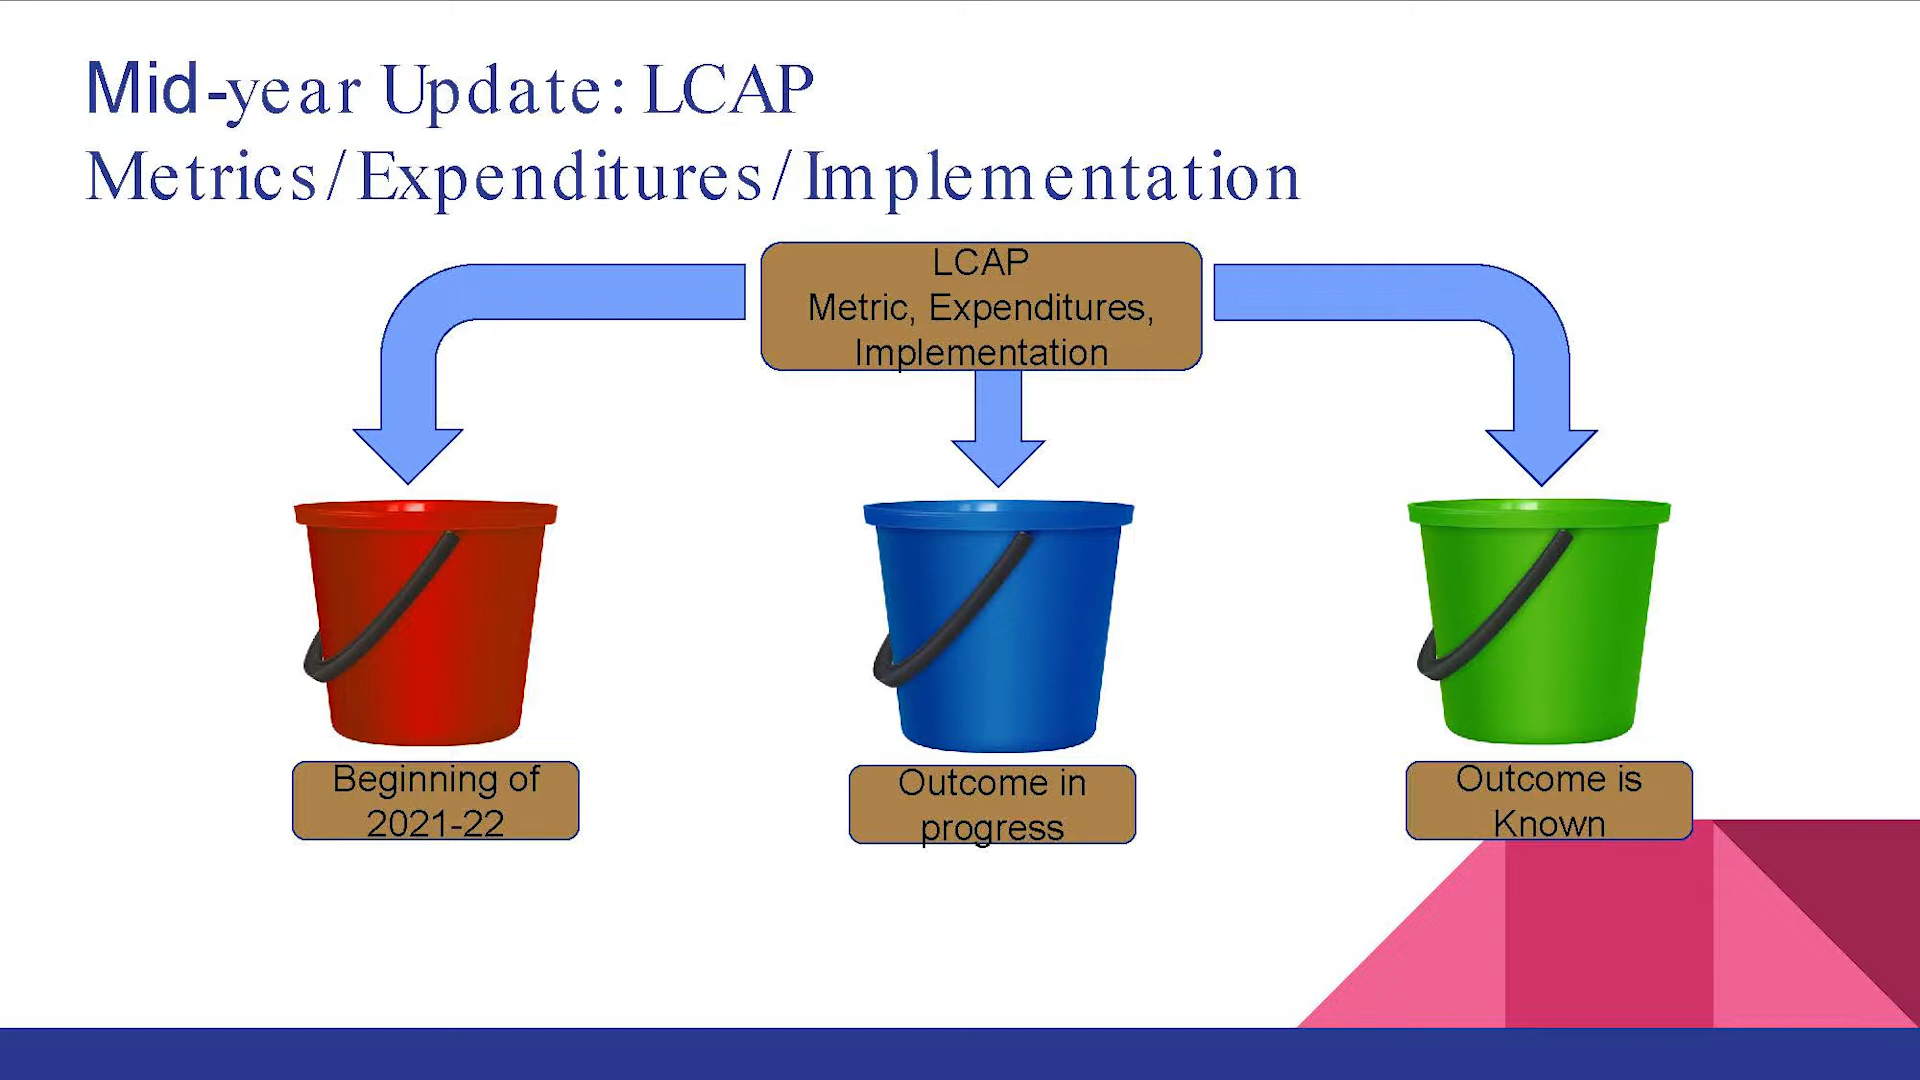 Mid-year Update: LCAP
Metrics/Expenditures/Implementation
LCAP
Metric, Expenditures,
Implementation
Beginning of
2021-22
Outcome in
progress
Outcome is
Known